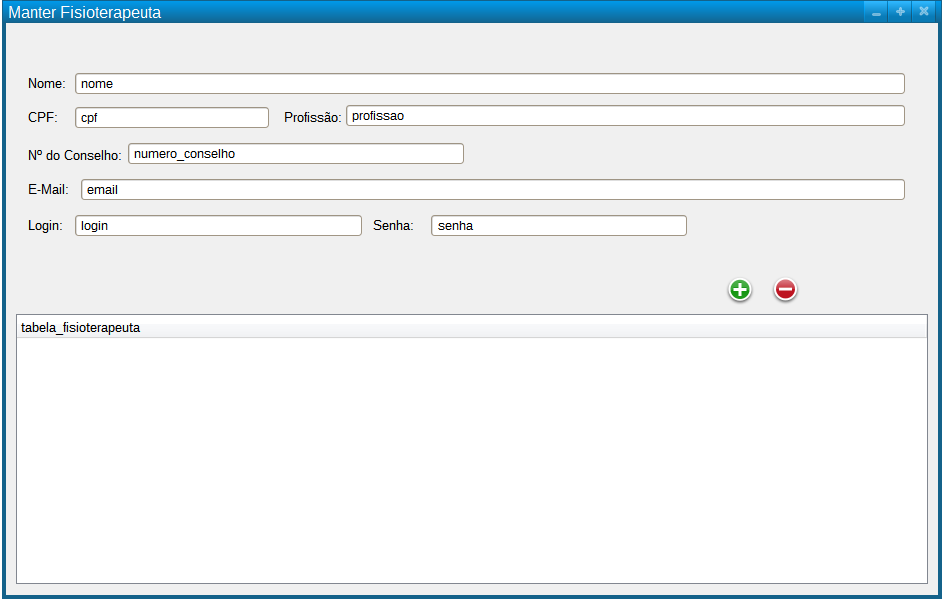 Manter Fisioterapeuta
Nome: nome
CPF: cpf Profissão: profissao
Nº do Conselho: numero_conselho
E-Mail: email
Login: login Senha: senha
tabela_fisioterapeuta